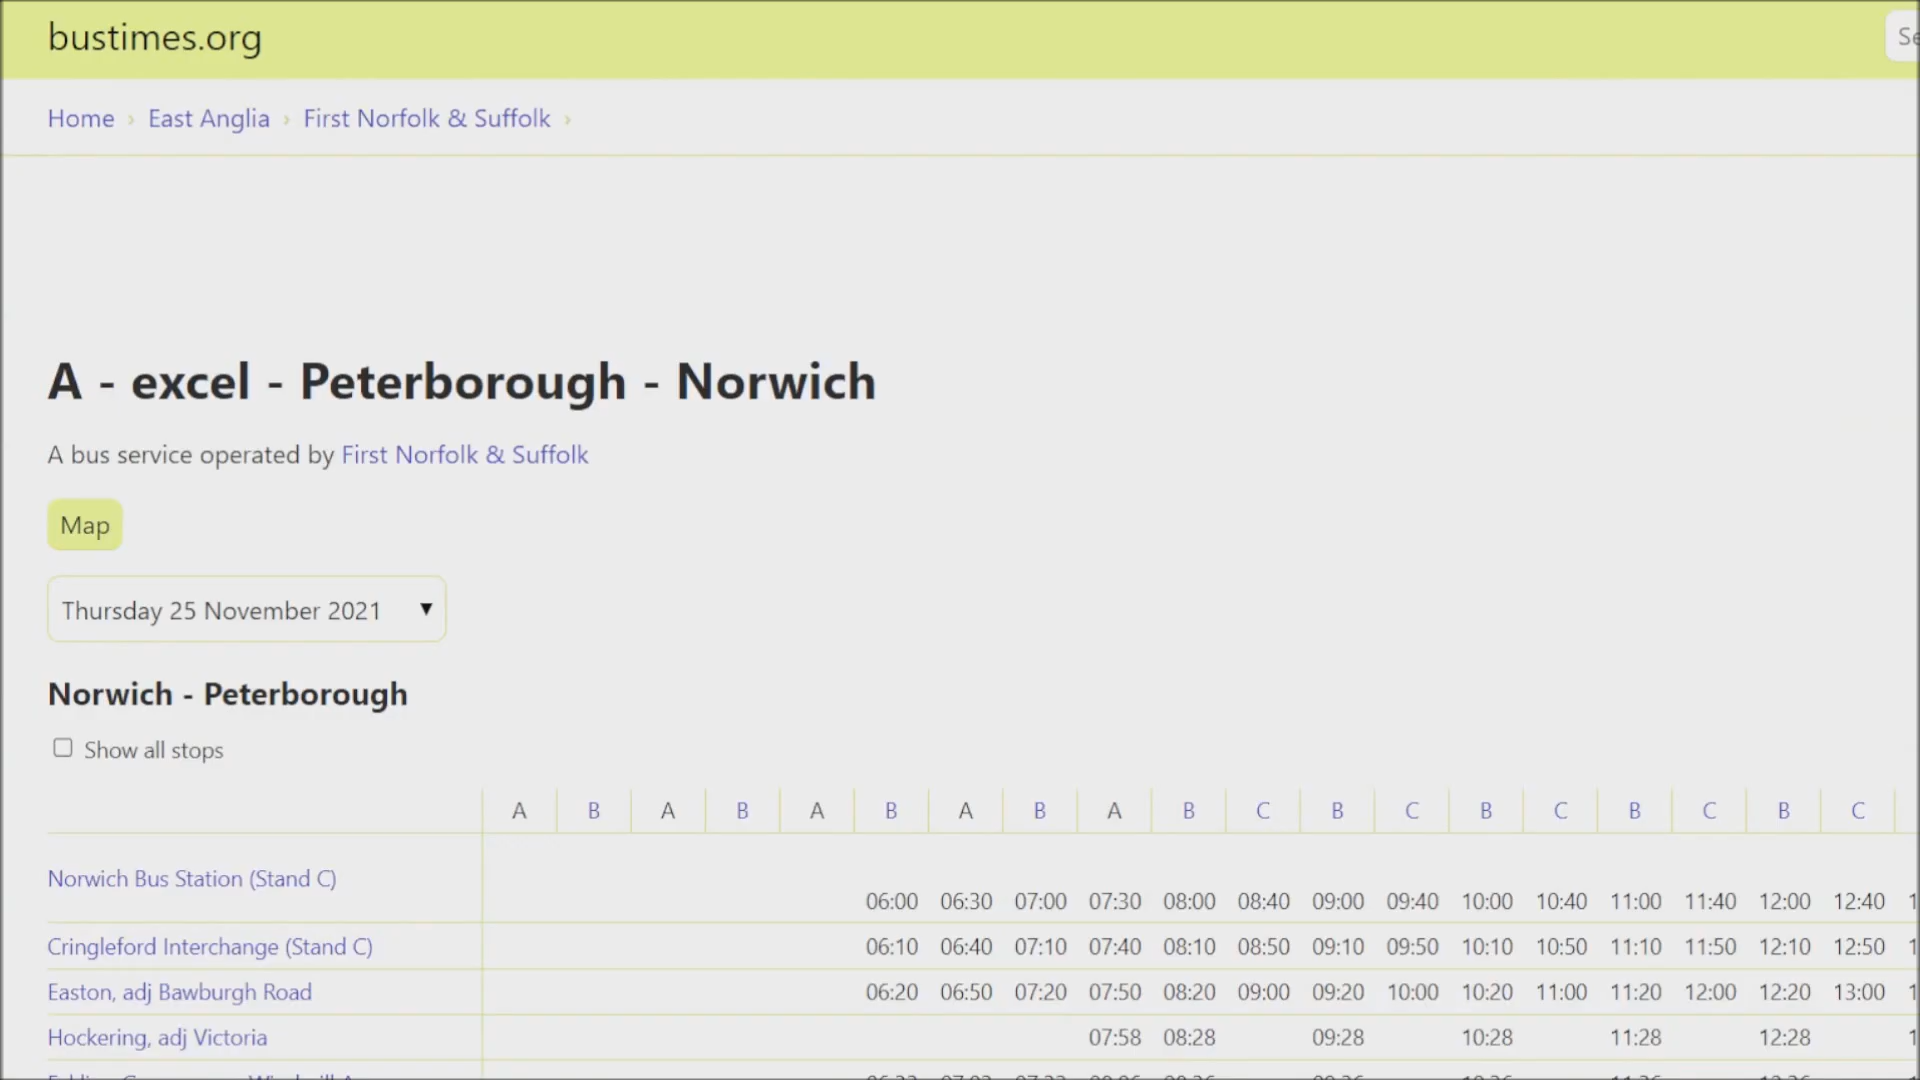 bustimes.org
Home › East Anglia › First Norfolk & Suffolk ›
A - excel - Peterborough - Norwich
A bus service operated by First Norfolk & Suffolk
Map
Thursday 25 November 2021 ▼
Norwich - Peterborough
Show all stops
A B A B A B A B A B C B C B C B C B C
Norwich Bus Station (Stand C) 06:00 06:30 07:00 07:30 08:00 08:40 09:00 09:40 10:00 10:40 11:00 11:40 12:00 12:40
Cringleford Interchange (Stand C) 06:10 06:40 07:10 07:40 08:10 08:50 09:10 09:50 10:10 10:50 11:10 11:50 12:10 12:50
Easton, adj Bawburgh Road 06:20 06:50 07:20 07:50 08:20 09:00 09:20 10:00 10:20 11:00 11:20 12:00 12:20 13:00
Hockering, adj Victoria 07:58 08:28 09:28 10:28 11:28 12:28